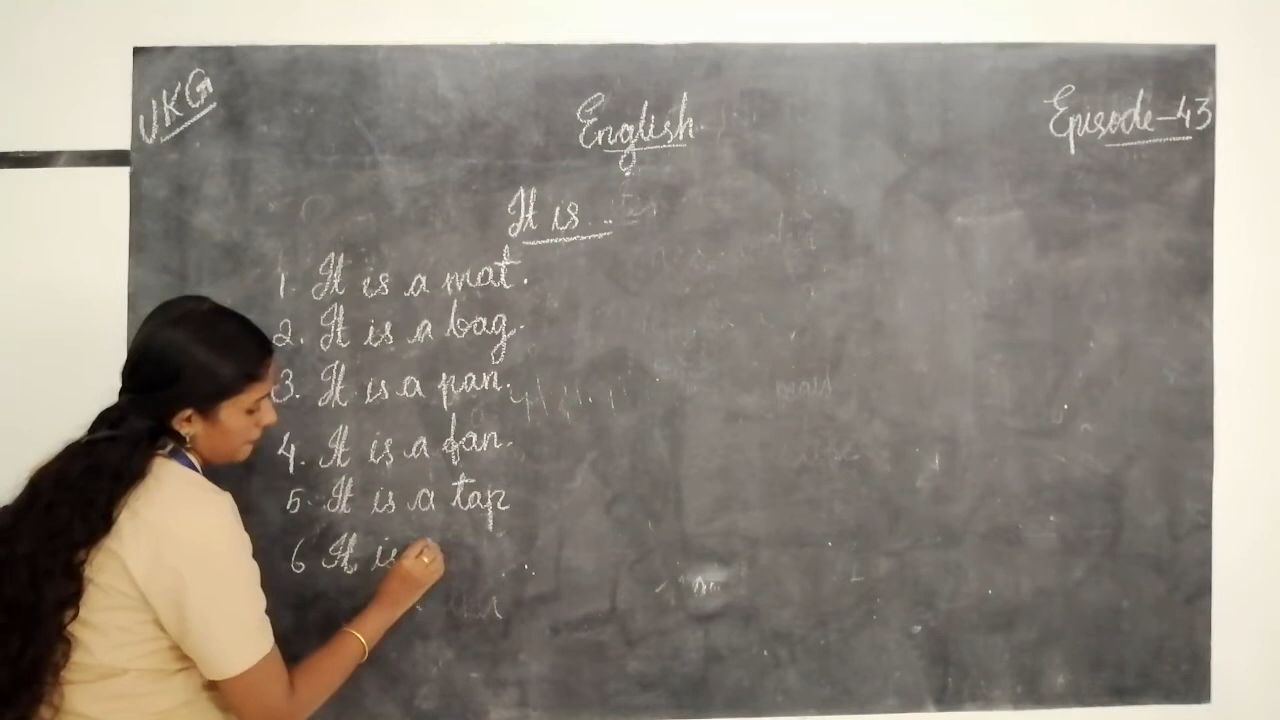 UKG
English
Episode-43
It is ...
1. It is a mat.
2. It is a bag.
3. It is a pan.
4. It is a fan.
5. It is a tap
6 It is